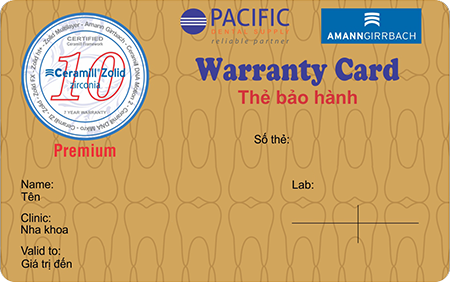 PACIFIC
DENTAL SUPPLY
reliable partner
AMANNGIRRBACH
CERTIFIED
Ceramill Zolid
zirconia
10
7 YEAR WARRANTY
Premium
Warranty Card
Thẻ bảo hành
Số thẻ:
Name:
Tên
Lab:
Clinic:
Nha khoa
Valid to:
Giá trị đến